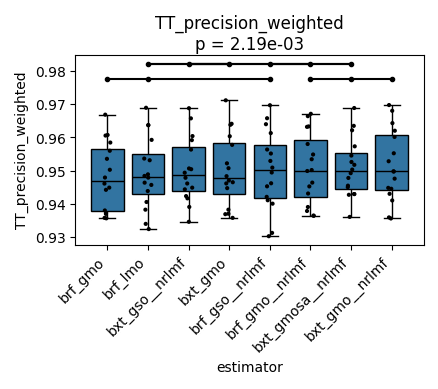 TT_precision_weighted
p = 2.19e-03
TT_precision_weighted
0.98
0.97
0.96
0.95
0.94
0.93
brf_gmo
brf_lmo
bxt_gso__nrlmf
bxt_gmo
brf_gso__nrlmf
brf_gmo__nrlmf
bxt_gmosa__nrlmf
bxt_gmo__nrlmf
estimator